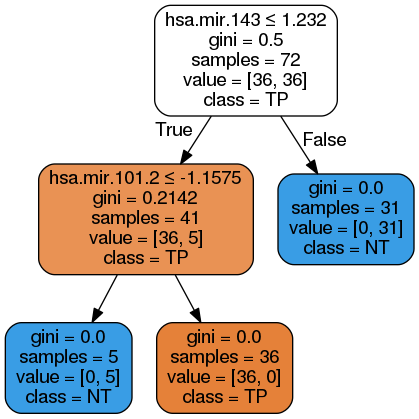 hsa.mir.143 ≤ 1.232
gini = 0.5
samples = 72
value = [36, 36]
class = TP
True
False
hsa.mir.101.2 ≤ -1.1575
gini = 0.2142
samples = 41
value = [36, 5]
class = TP
gini = 0.0
samples = 31
value = [0, 31]
class = NT
gini = 0.0
samples = 5
value = [0, 5]
class = NT
gini = 0.0
samples = 36
value = [36, 0]
class = TP